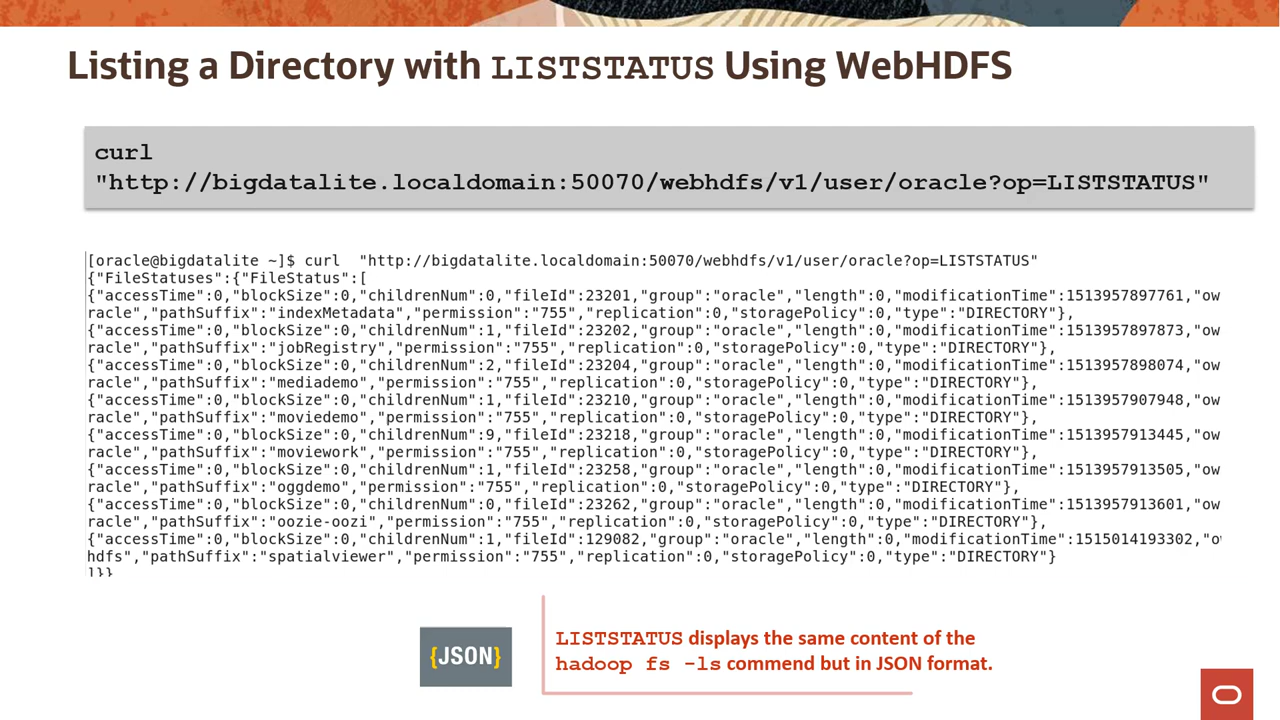 Listing a Directory with LISTSTATUS Using WebHDFS
curl
"http://bigdatalite.localdomain:50070/webhdfs/v1/user/oracle?op=LISTSTATUS"
[oracle@bigdatalite ~]$ curl  "http://bigdatalite.localdomain:50070/webhdfs/v1/user/oracle?op=LISTSTATUS"
{"FileStatuses":{"FileStatus":[
{"accessTime":0,"blockSize":0,"childrenNum":0,"fileId":23201,"group":"oracle","length":0,"modificationTime":1513957897761,"ow
racle","pathSuffix":"indexMetadata","permission":"755","replication":0,"storagePolicy":0,"type":"DIRECTORY"},
{"accessTime":0,"blockSize":0,"childrenNum":1,"fileId":23202,"group":"oracle","length":0,"modificationTime":1513957897873,"ow
racle","pathSuffix":"jobRegistry","permission":"755","replication":0,"storagePolicy":0,"type":"DIRECTORY"},
{"accessTime":0,"blockSize":0,"childrenNum":2,"fileId":23204,"group":"oracle","length":0,"modificationTime":1513957898074,"ow
racle","pathSuffix":"mediademo","permission":"755","replication":0,"storagePolicy":0,"type":"DIRECTORY"},
{"accessTime":0,"blockSize":0,"childrenNum":1,"fileId":23210,"group":"oracle","length":0,"modificationTime":1513957907948,"ow
racle","pathSuffix":"moviedemo","permission":"755","replication":0,"storagePolicy":0,"type":"DIRECTORY"},
{"accessTime":0,"blockSize":0,"childrenNum":9,"fileId":23218,"group":"oracle","length":0,"modificationTime":1513957913445,"ow
racle","pathSuffix":"moviework","permission":"755","replication":0,"storagePolicy":0,"type":"DIRECTORY"},
{"accessTime":0,"blockSize":0,"childrenNum":1,"fileId":23258,"group":"oracle","length":0,"modificationTime":1513957913505,"ow
racle","pathSuffix":"oggdemo","permission":"755","replication":0,"storagePolicy":0,"type":"DIRECTORY"},
{"accessTime":0,"blockSize":0,"childrenNum":0,"fileId":23262,"group":"oracle","length":0,"modificationTime":1513957913601,"ow
racle","pathSuffix":"oozie-oozi","permission":"755","replication":0,"storagePolicy":0,"type":"DIRECTORY"},
{"accessTime":0,"blockSize":0,"childrenNum":1,"fileId":129082,"group":"oracle","length":0,"modificationTime":1515014193302,"o
hdfs","pathSuffix":"spatialviewer","permission":"755","replication":0,"storagePolicy":0,"type":"DIRECTORY"}
]}}
{JSON}
LISTSTATUS displays the same content of the
hadoop fs -ls commend but in JSON format.